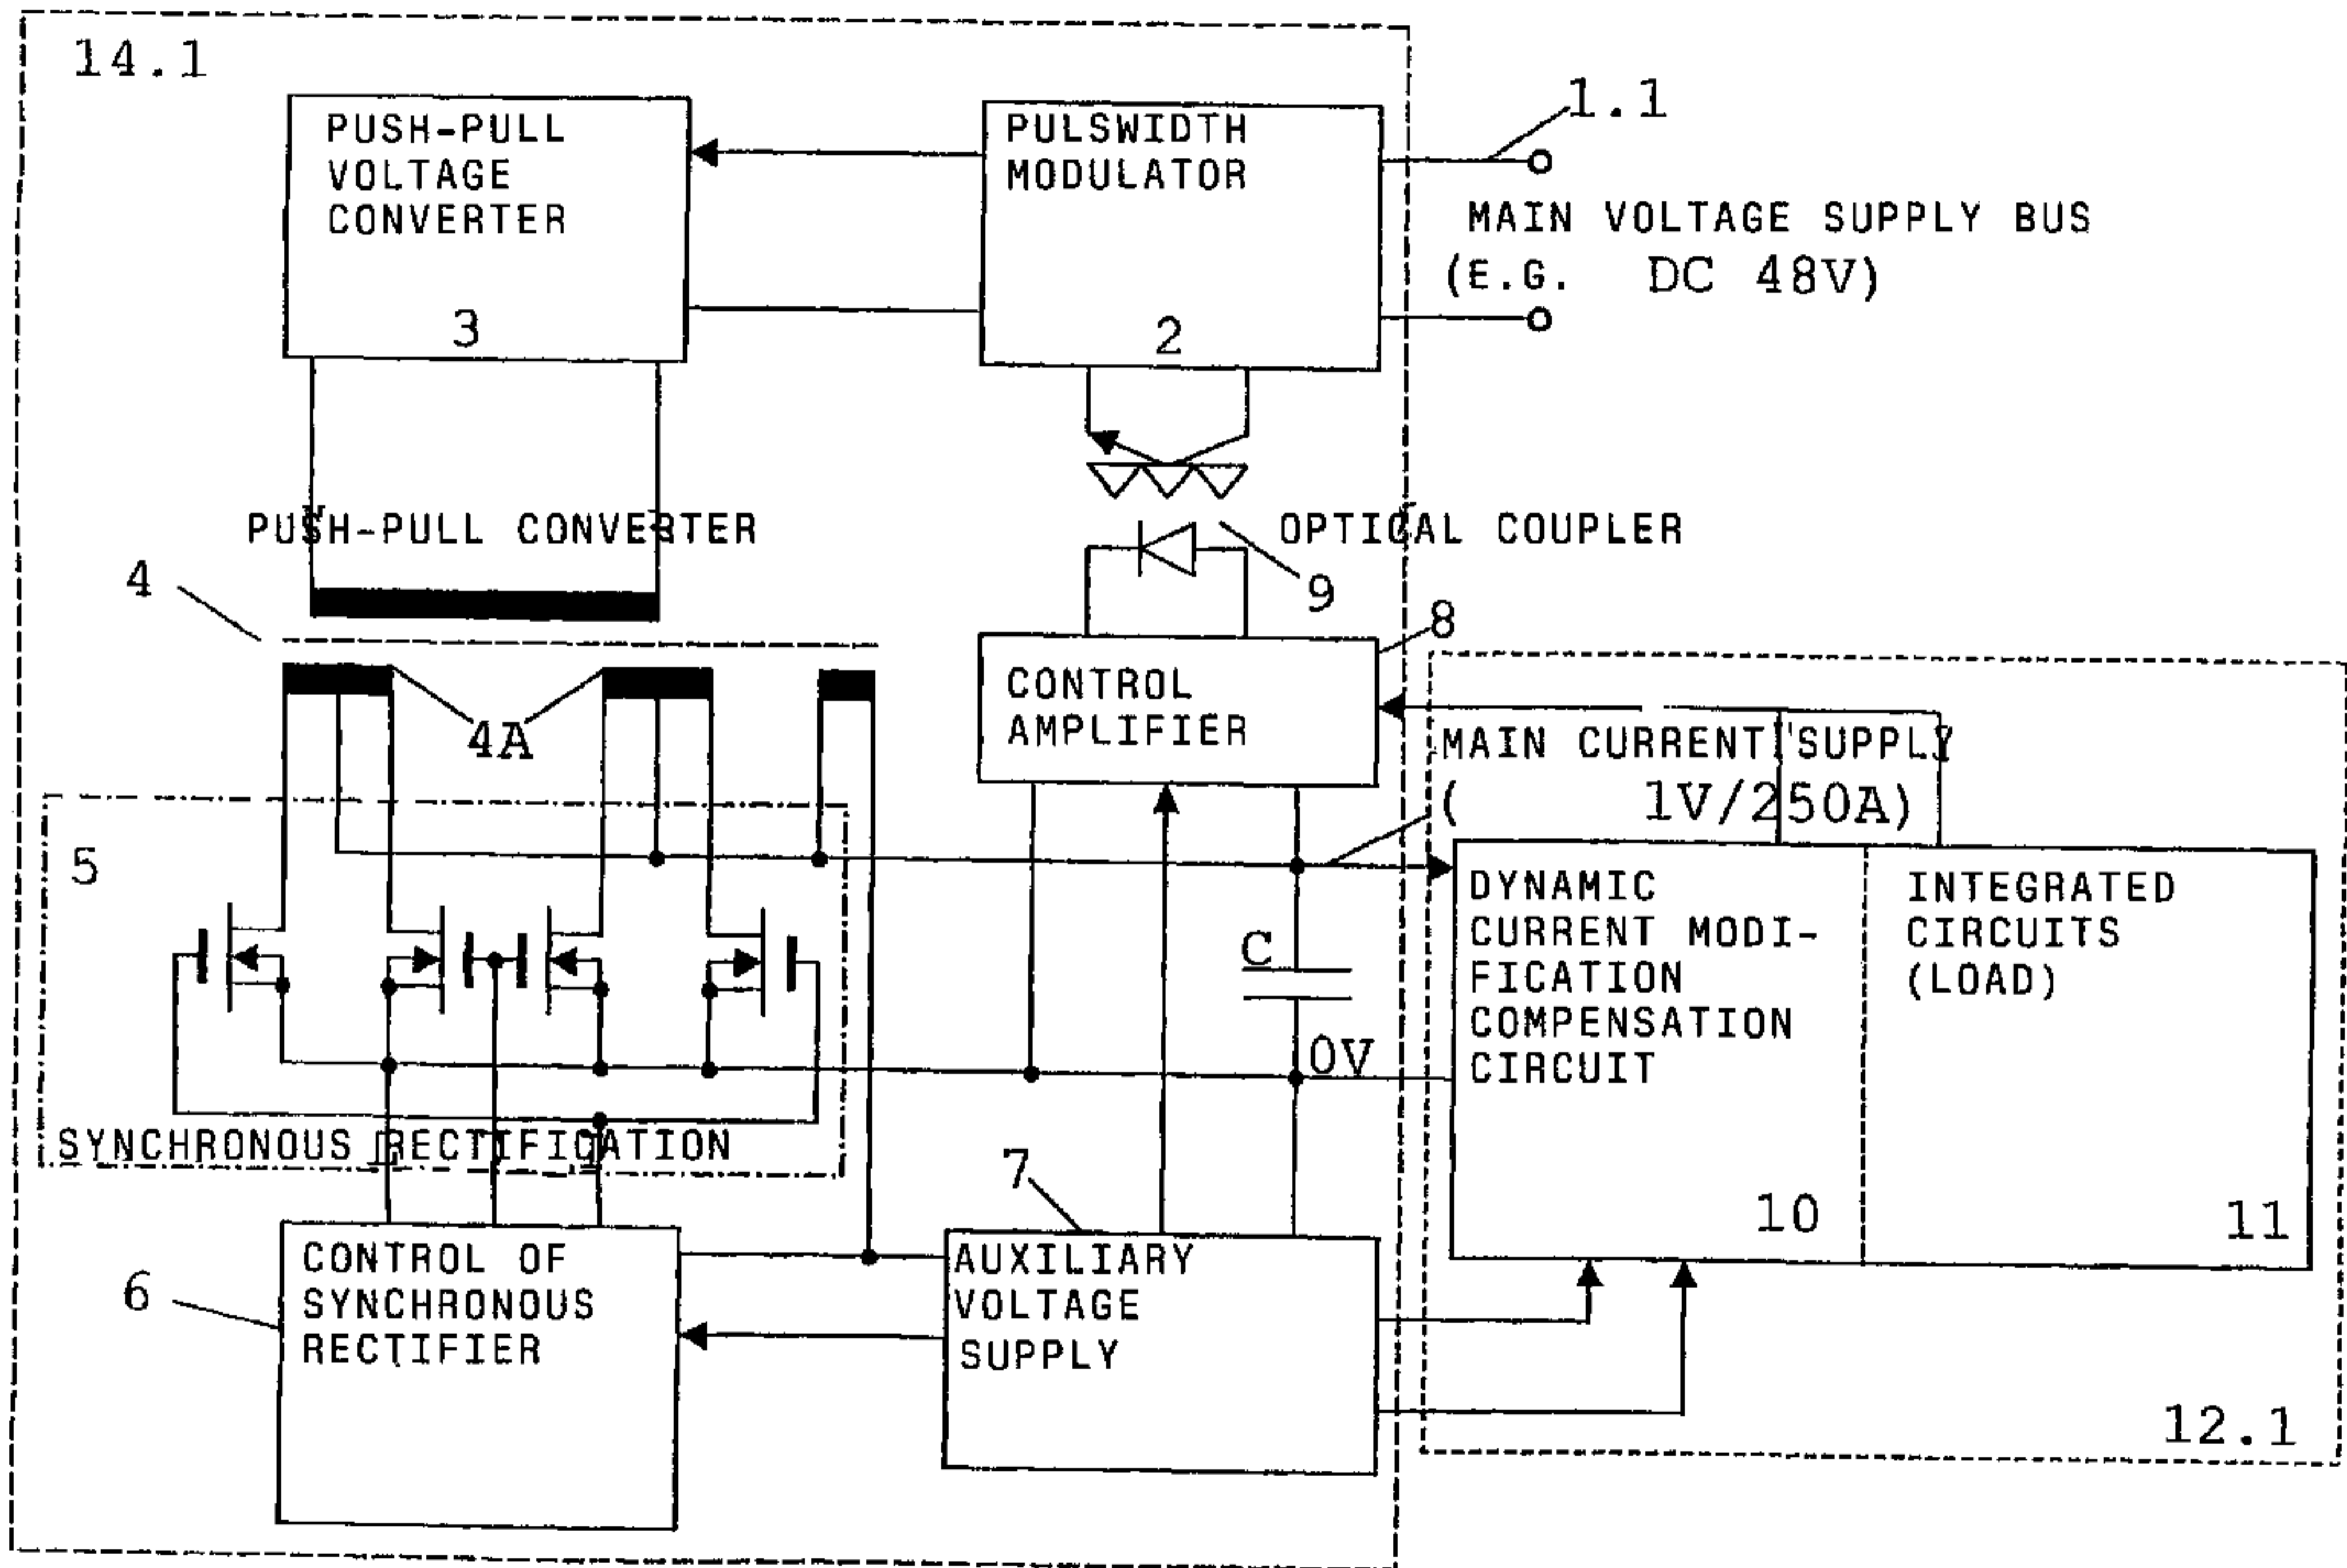 14.1
PUSH-PULL
VOLTAGE
CONVERTER
3
PULSWIDTH
MODULATOR
2
1.1
MAIN VOLTAGE SUPPLY BUS
(E.G. DC 48V)
PUSH-PULL CONVERTER
OPTICAL COUPLER
9
4
4A
8
CONTROL
AMPLIFIER
MAIN CURRENT SUPPLY
( 1V/250A)
5
C
0V
DYNAMIC
CURRENT MODI-
FICATION
COMPENSATION
CIRCUIT
10
INTEGRATED
CIRCUITS
(LOAD)
11
SYNCHRONOUS RECTIFICATION
7
6
CONTROL OF
SYNCHRONOUS
RECTIFIER
AUXILIARY
VOLTAGE
SUPPLY
12.1